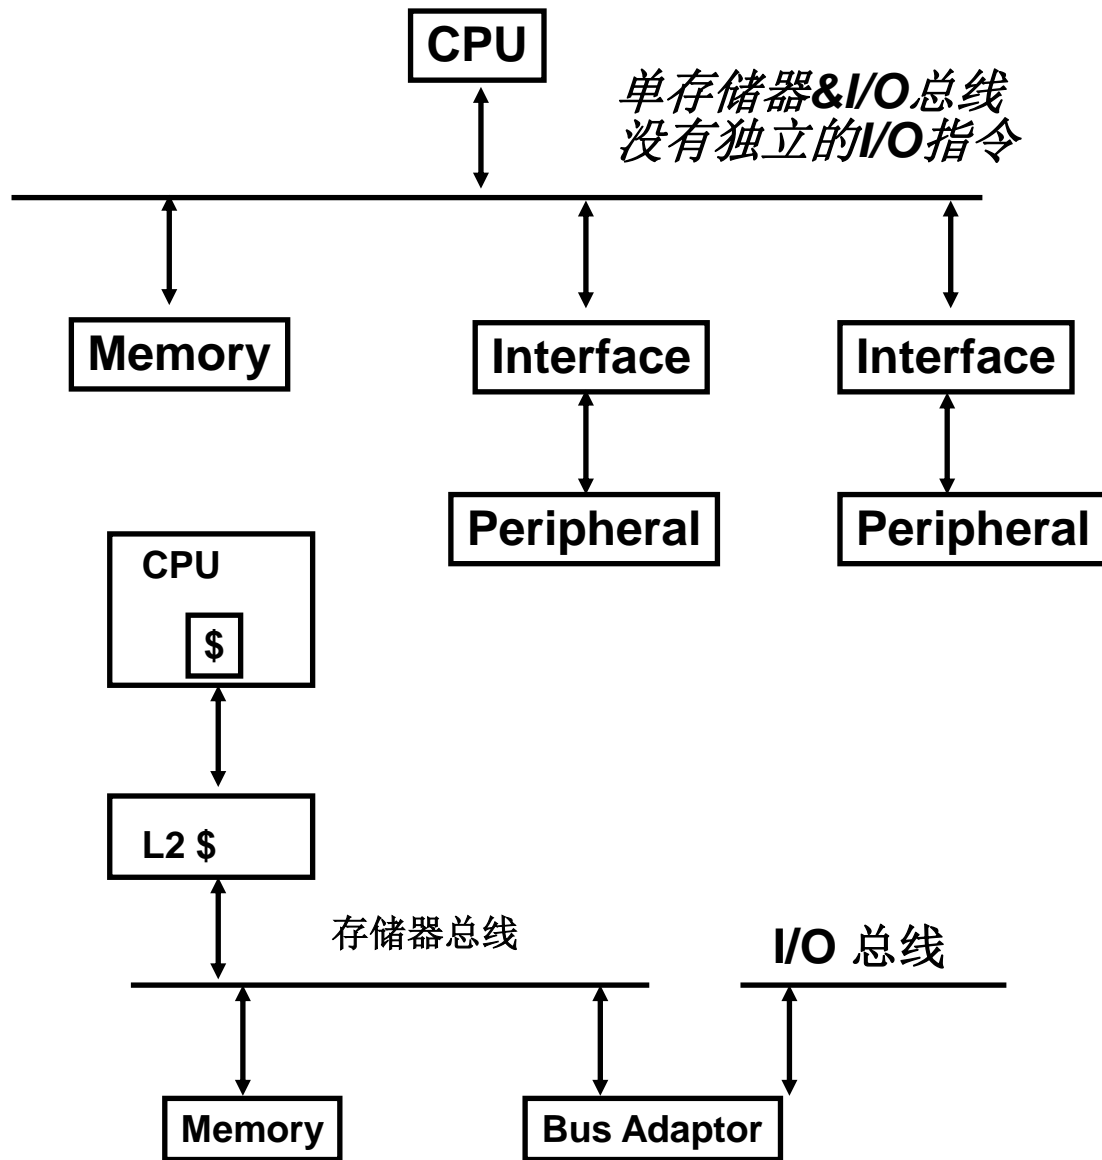 CPU
单存储器&I/O总线
没有独立的I/O指令
Memory
Interface
Interface
Peripheral
Peripheral
CPU
$
L2 $
存储器总线
I/O 总线
Memory
Bus Adaptor